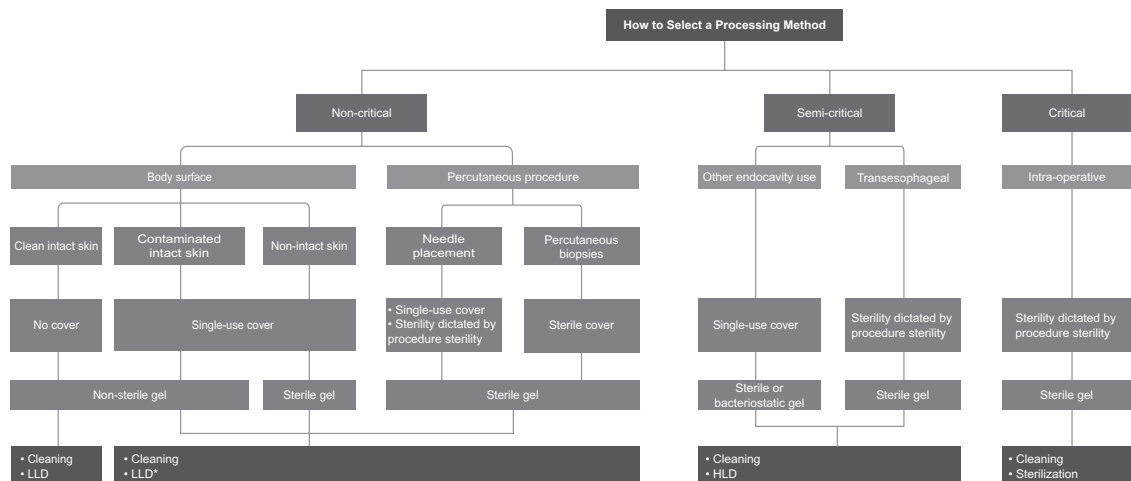 How to Select a Processing Method
Non-critical
Semi-critical
Critical
Body surface
Percutaneous procedure
Other endocavity use
Transesophageal
Intra-operative
Clean intact skin
Contaminated
intact skin
Non-intact skin
Needle
placement
Percutaneous
biopsies
No cover
Single-use cover
• Single-use cover
• Sterility dictated by
procedure sterility
Sterile cover
Single-use cover
Sterility dictated by
procedure sterility
Sterility dictated by
procedure sterility
Non-sterile gel
Sterile gel
Sterile gel
Sterile or
bacteriostatic gel
Sterile gel
Sterile gel
• Cleaning
• LLD
• Cleaning
• LLD*
• Cleaning
• HLD
• Cleaning
• Sterilization